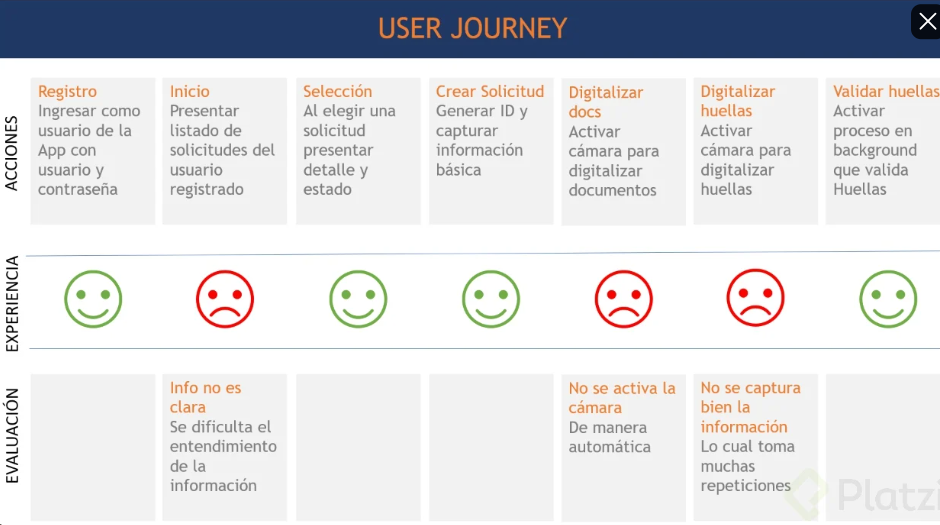 USER JOURNEY
ACCIONES
Registro
Ingresar como
usuario de la
App con
usuario y
contraseña
Inicio
Presentar
listado de
solicitudes del
usuario
registrado
Selección
Al elegir una
solicitud
presentar
detalle y
estado
Crear Solicitud
Generar ID y
capturar
información
básica
Digitalizar
docs
Activar
cámara para
digitalizar
documentos
Digitalizar
huellas
Activar
cámara para
digitalizar
huellas
Validar huellas
Activar
proceso en
background
que valida
Huellas
EXPERIENCIA
EVALUACIÓN
Info no es
clara
Se dificulta el
entendimiento
de la
información
No se activa la
cámara
De manera
automática
No se captura
bien la
información
Lo cual toma
muchas
repeticiones
Platzi